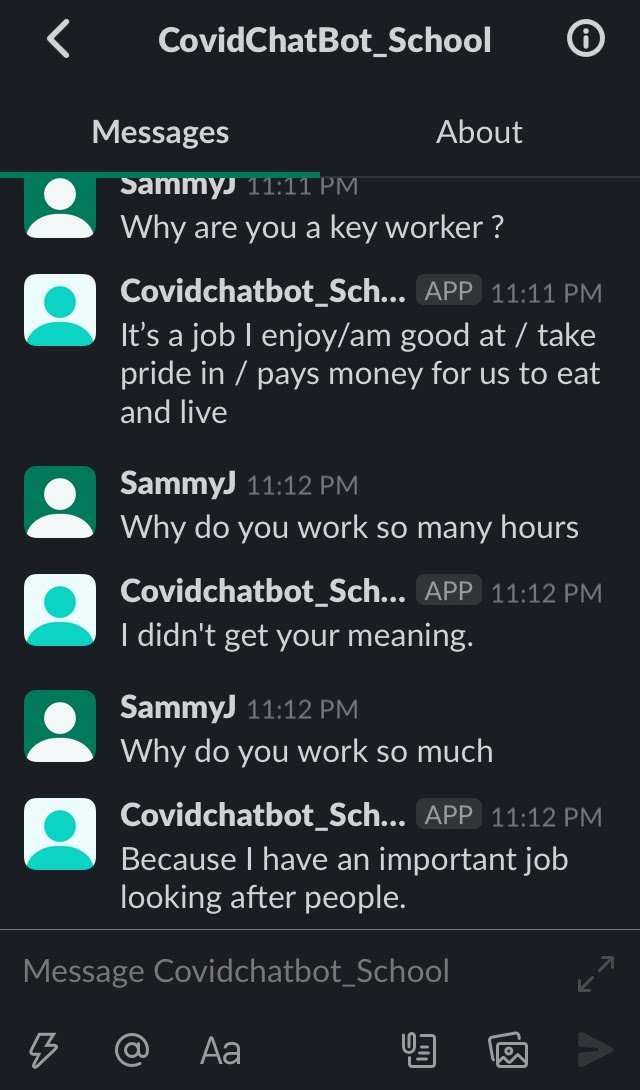 CovidChatBot_School
Messages
About
SammyJ 11:11 PM
Why are you a key worker ?
Covidchatbot_Sch... APP 11:11 PM
It’s a job I enjoy/am good at / take
pride in / pays money for us to eat
and live
SammyJ 11:12 PM
Why do you work so many hours
Covidchatbot_Sch... APP 11:12 PM
I didn't get your meaning.
SammyJ 11:12 PM
Why do you work so much
Covidchatbot_Sch... APP 11:12 PM
Because I have an important job
looking after people.
Message Covidchatbot_School
@
Aa